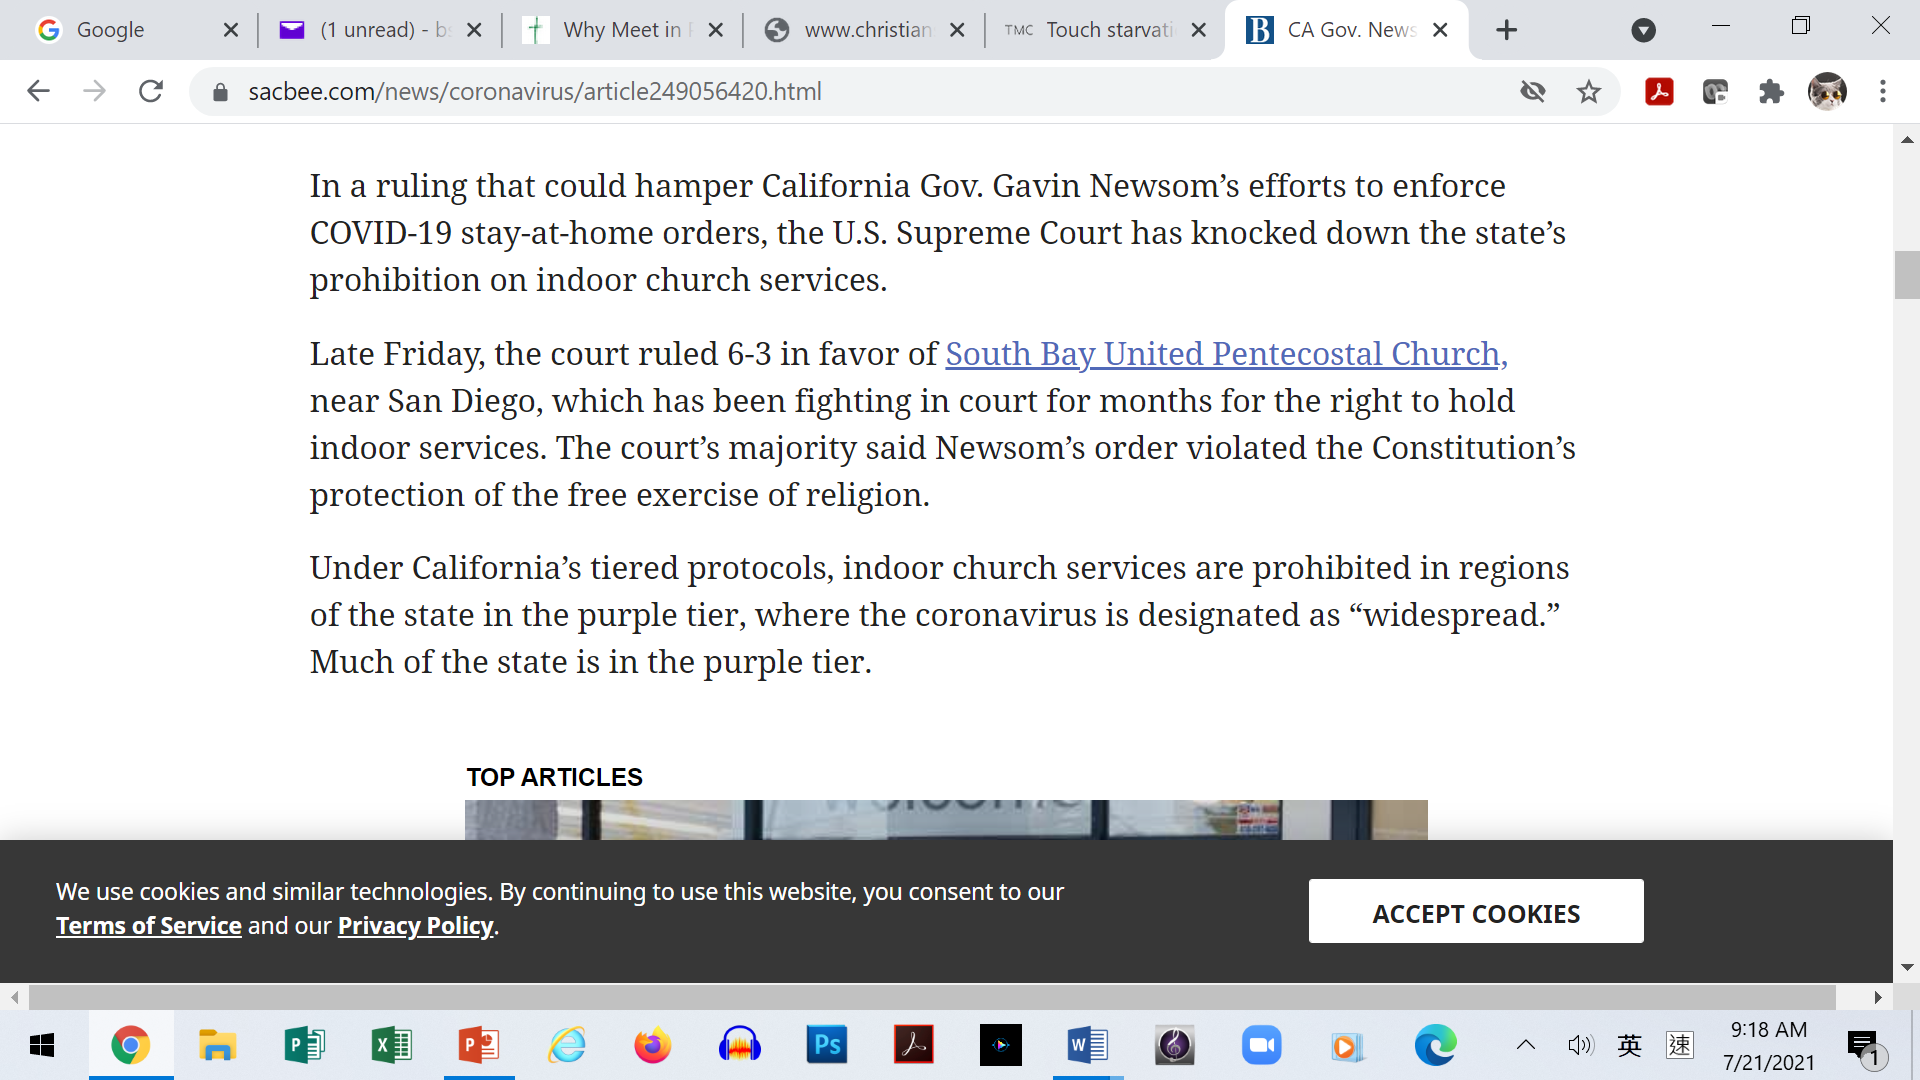 Google
(1 unread) - bs
Why Meet in P
www.christian
TMC Touch starvati
B CA Gov. News
sacbee.com/news/coronavirus/article249056420.html
In a ruling that could hamper California Gov. Gavin Newsom’s efforts to enforce
COVID-19 stay-at-home orders, the U.S. Supreme Court has knocked down the state’s
prohibition on indoor church services.
Late Friday, the court ruled 6-3 in favor of South Bay United Pentecostal Church,
near San Diego, which has been fighting in court for months for the right to hold
indoor services. The court’s majority said Newsom’s order violated the Constitution’s
protection of the free exercise of religion.
Under California’s tiered protocols, indoor church services are prohibited in regions
of the state in the purple tier, where the coronavirus is designated as “widespread.”
Much of the state is in the purple tier.
TOP ARTICLES
We use cookies and similar technologies. By continuing to use this website, you consent to our
Terms of Service and our Privacy Policy.
ACCEPT COOKIES
Ps
英
速
9:18 AM
7/21/2021
1